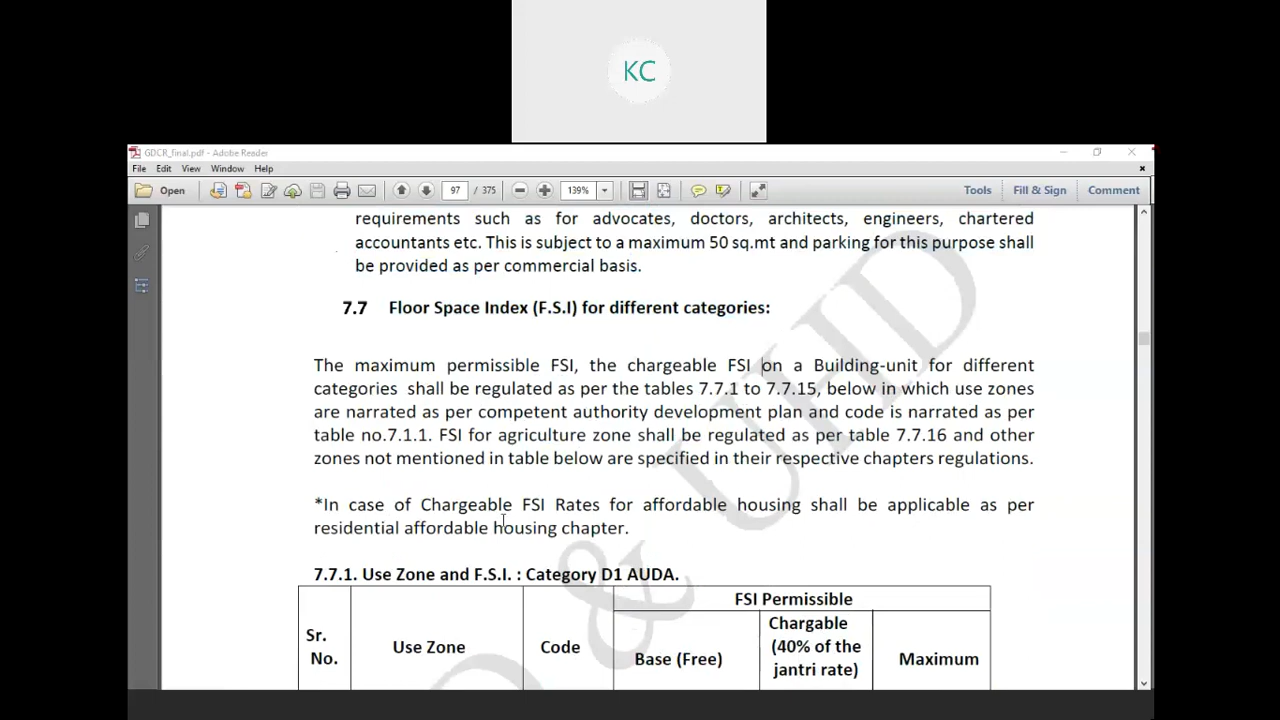 KC
GDCR_final.pdf - Adobe Reader
File Edit View Window Help
Open 97 / 375 139% Tools Fill & Sign Comment
requirements such as for advocates, doctors, architects, engineers, chartered
accountants etc. This is subject to a maximum 50 sq.mt and parking for this purpose shall
be provided as per commercial basis.
7.7 Floor Space Index (F.S.I) for different categories:
The maximum permissible FSI, the chargeable FSI on a Building-unit for different
categories shall be regulated as per the tables 7.7.1 to 7.7.15, below in which use zones
are narrated as per competent authority development plan and code is narrated as per
table no.7.1.1. FSI for agriculture zone shall be regulated as per table 7.7.16 and other
zones not mentioned in table below are specified in their respective chapters regulations.
*In case of Chargeable FSI Rates for affordable housing shall be applicable as per
residential affordable housing chapter.
7.7.1. Use Zone and F.S.I. : Category D1 AUDA.
Sr.
No.
Use Zone
Code
FSI Permissible
Base (Free)
Chargable
(40% of the
jantri rate)
Maximum
& UHD